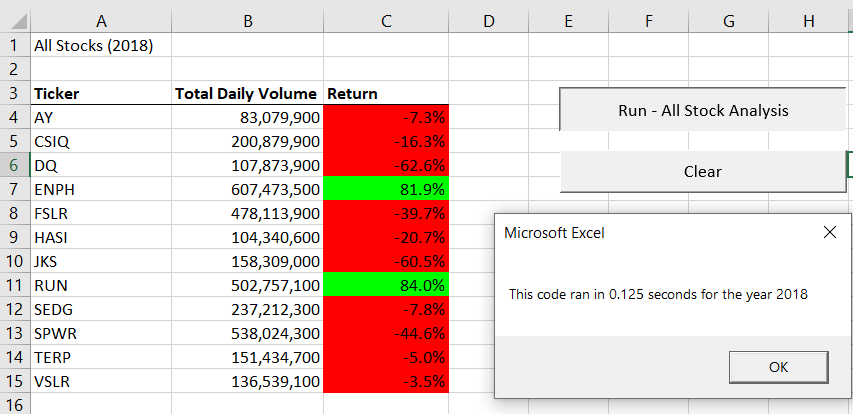 A B C D E F G H
1 All Stocks (2018)
2
3 Ticker Total Daily Volume Return
4 AY 83,079,900 -7.3% Run - All Stock Analysis
5 CSIQ 200,879,900 -16.3%
6 DQ 107,873,900 -62.6% Clear
7 ENPH 607,473,500 81.9%
8 FSLR 478,113,900 -39.7%
9 HASI 104,340,600 -20.7%
10 JKS 158,309,000 -60.5%
11 RUN 502,757,100 84.0%
12 SEDG 237,212,300 -7.8%
13 SPWR 538,024,300 -44.6%
14 TERP 151,434,700 -5.0%
15 VSLR 136,539,100 -3.5%
16
Microsoft Excel
This code ran in 0.125 seconds for the year 2018
OK